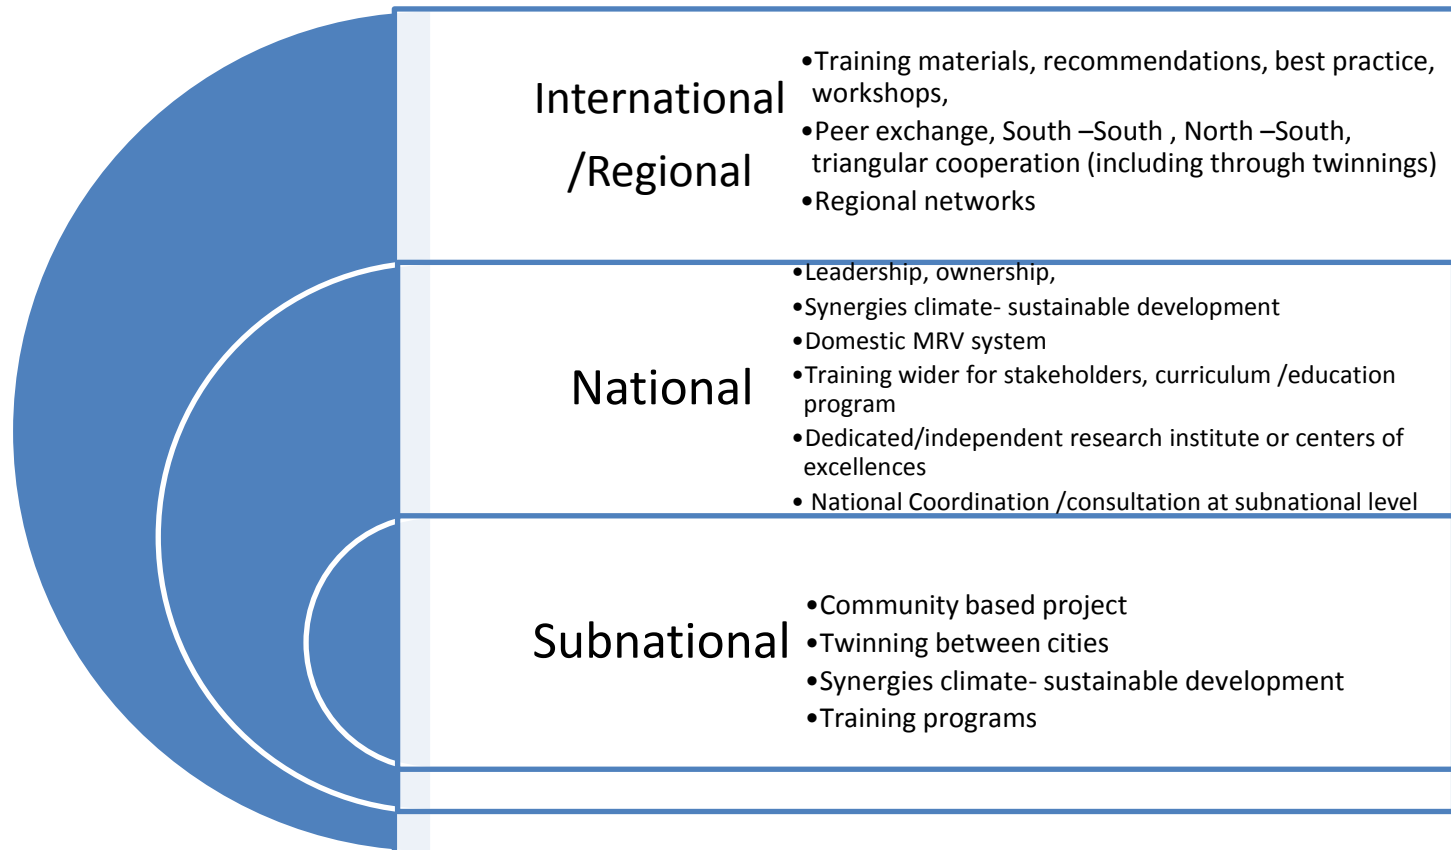 International
/Regional
•Training materials, recommendations, best practice,
workshops,
•Peer exchange, South –South , North –South,
triangular cooperation (including through twinnings)
•Regional networks
National
•Leadership, ownership,
•Synergies climate- sustainable development
•Domestic MRV system
•Training wider for stakeholders, curriculum /education
program
•Dedicated/independent research institute or centers of
excellences
• National Coordination /consultation at subnational level
Subnational
•Community based project
•Twinning between cities
•Synergies climate- sustainable development
•Training programs